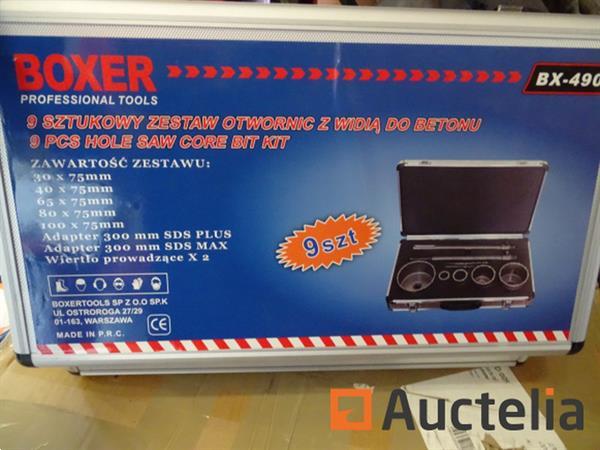 BOXER
PROFESSIONAL TOOLS
BX-490
9 SZTUKOWY ZESTAW OTWORNIC Z WIDIĄ DO BETONU
9 PCS HOLE SAW CORE BIT KIT
ZAWARTOŚĆ ZESTAWU:
30 x 75mm
40 x 75mm
65 x 75mm
80 x 75mm
100 x 75mm
Adapter 300 mm SDS PLUS
Adapter 300 mm SDS MAX
Wiertło prowadzące X 2
9 szt
BOXERTOOLS SP Z O.O SP.K
UL OSTROROGA 27/29
01-163, WARSZAWA
MADE IN P.R.C.
CE
Auctelia